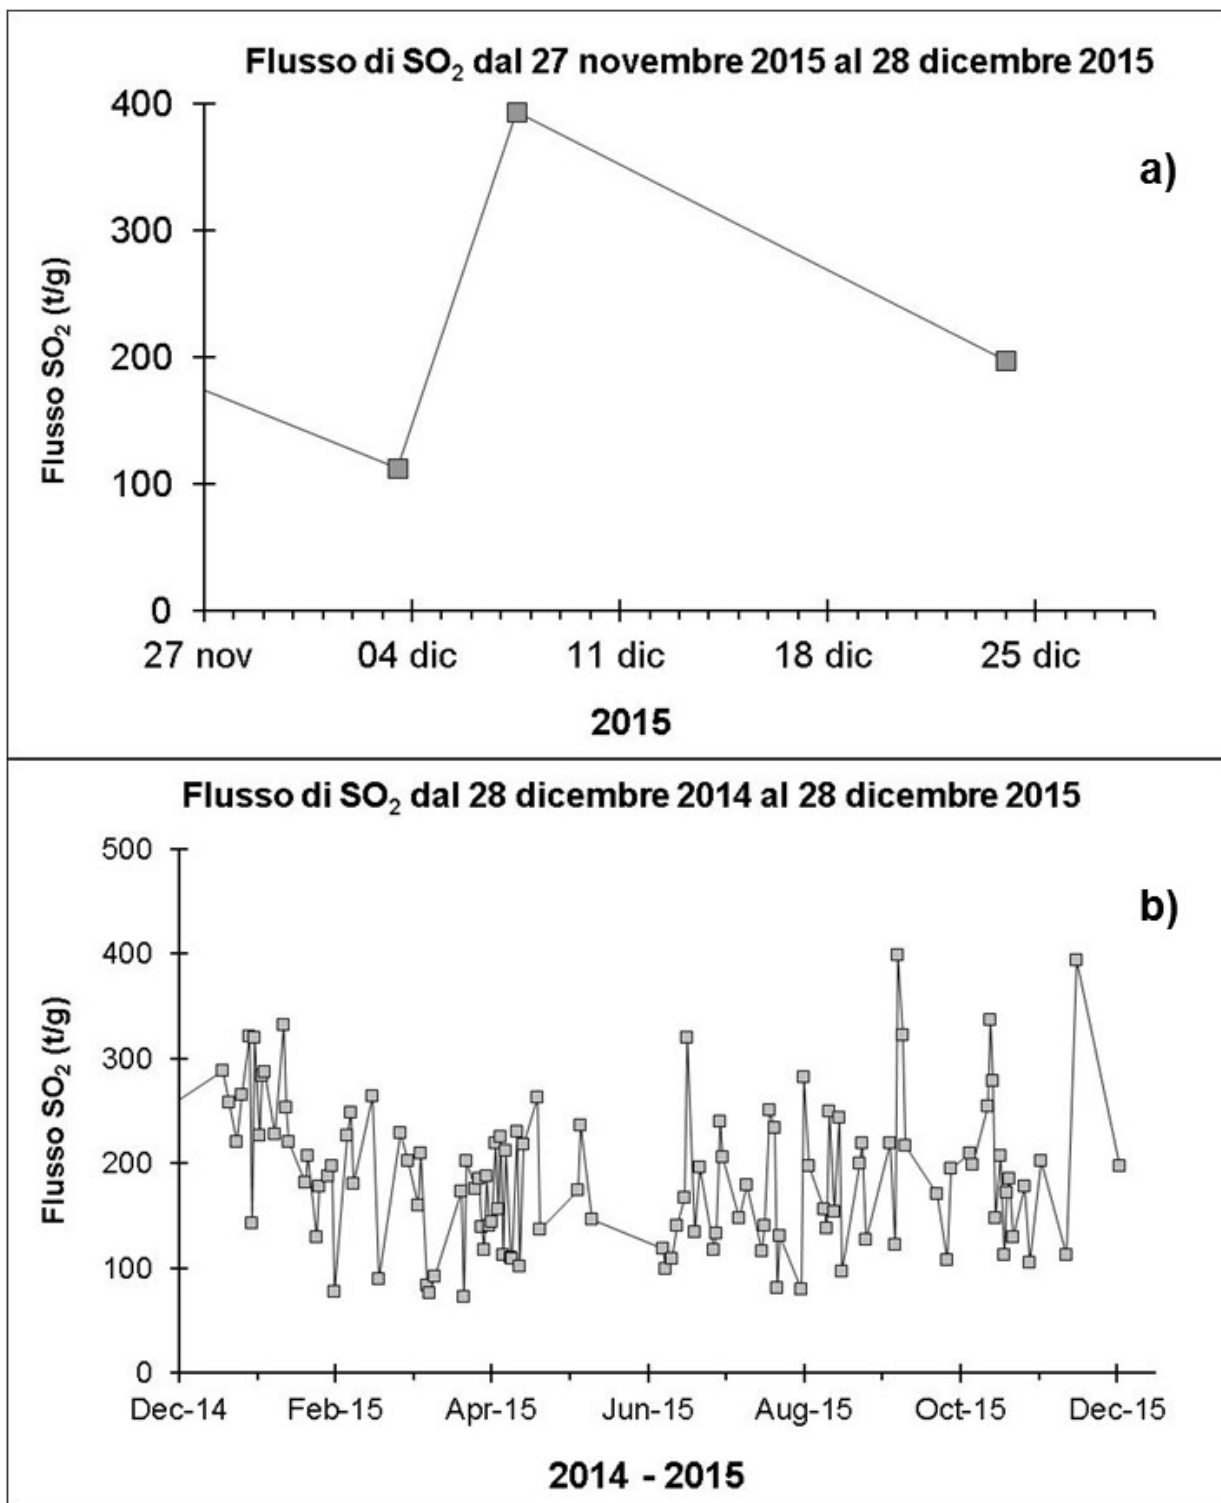 Flusso di SO₂ dal 27 novembre 2015 al 28 dicembre 2015
a)
400
300
200
100
0
Flusso SO₂ (t/g)
27 nov 04 dic 11 dic 18 dic 25 dic
2015
Flusso di SO₂ dal 28 dicembre 2014 al 28 dicembre 2015
b)
500
400
300
200
100
0
Flusso SO₂ (t/g)
Dec-14 Feb-15 Apr-15 Jun-15 Aug-15 Oct-15 Dec-15
2014 - 2015